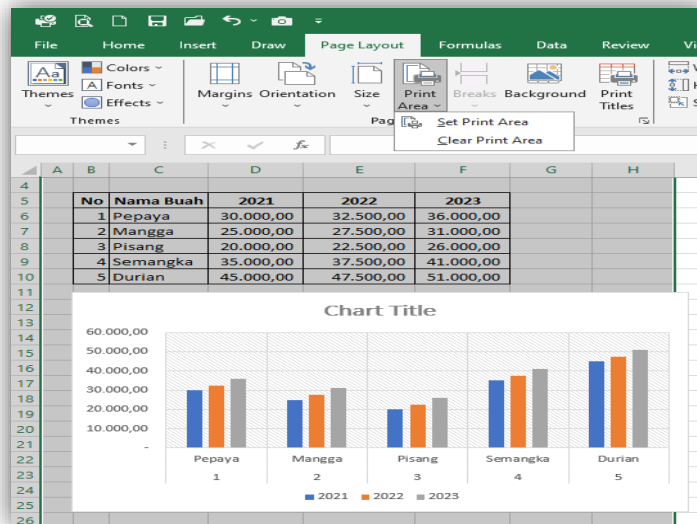 File Home Insert Draw Page Layout Formulas Data Review
Themes Colors Fonts Effects Margins Orientation Size Print Area Breaks Background Print Titles
Themes
Set Print Area
Clear Print Area
fx
A B C D E F G H
4
5 No Nama Buah 2021 2022 2023
6 1 Pepaya 30.000,00 32.500,00 36.000,00
7 2 Mangga 25.000,00 27.500,00 31.000,00
8 3 Pisang 20.000,00 22.500,00 26.000,00
9 4 Semangka 35.000,00 37.500,00 41.000,00
10 5 Durian 45.000,00 47.500,00 51.000,00
11
12 Chart Title
13 60.000,00
14 50.000,00
15
16 40.000,00
17 30.000,00
18
19 20.000,00
20 10.000,00
21 -
22 Pepaya Mangga Pisang Semangka Durian
23 1 2 3 4 5
24 2021 2022 2023
25
26